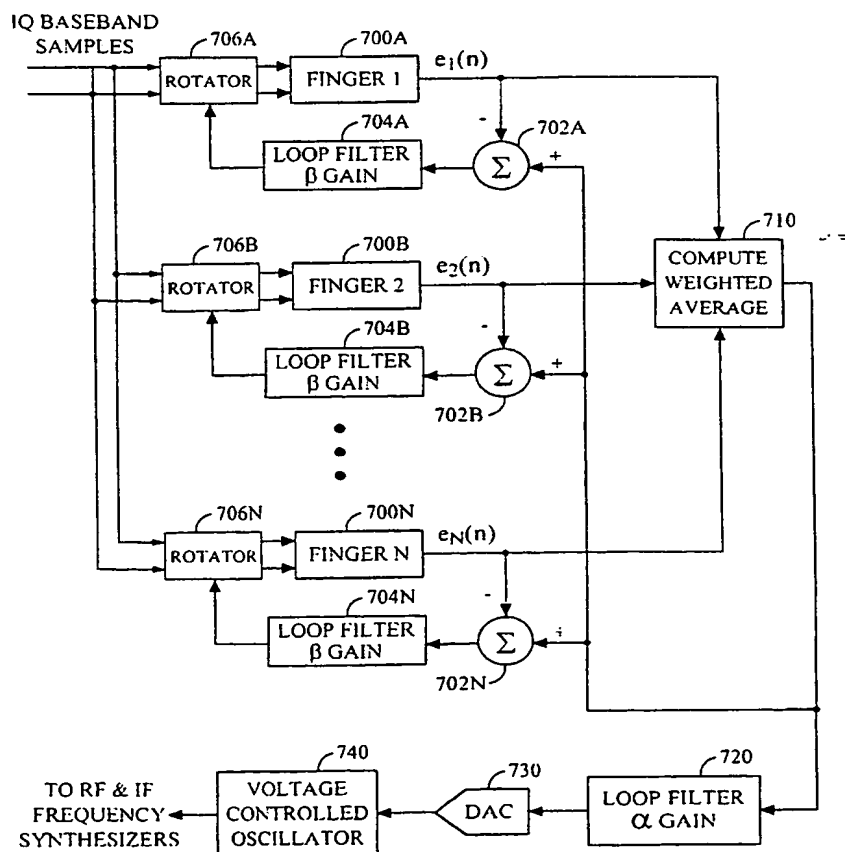 IQ BASEBAND
SAMPLES
706A
700A
ROTATOR
FINGER 1
e1(n)
704A
LOOP FILTER
β GAIN
-
702A
Σ
+
710
COMPUTE
WEIGHTED
AVERAGE
706B
700B
ROTATOR
FINGER 2
e2(n)
704B
LOOP FILTER
β GAIN
-
Σ
+
702B
706N
700N
ROTATOR
FINGER N
eN(n)
704N
LOOP FILTER
β GAIN
-
Σ
+
702N
740
730
720
TO RF & IF
FREQUENCY
SYNTHESIZERS
VOLTAGE
CONTROLLED
OSCILLATOR
DAC
LOOP FILTER
α GAIN